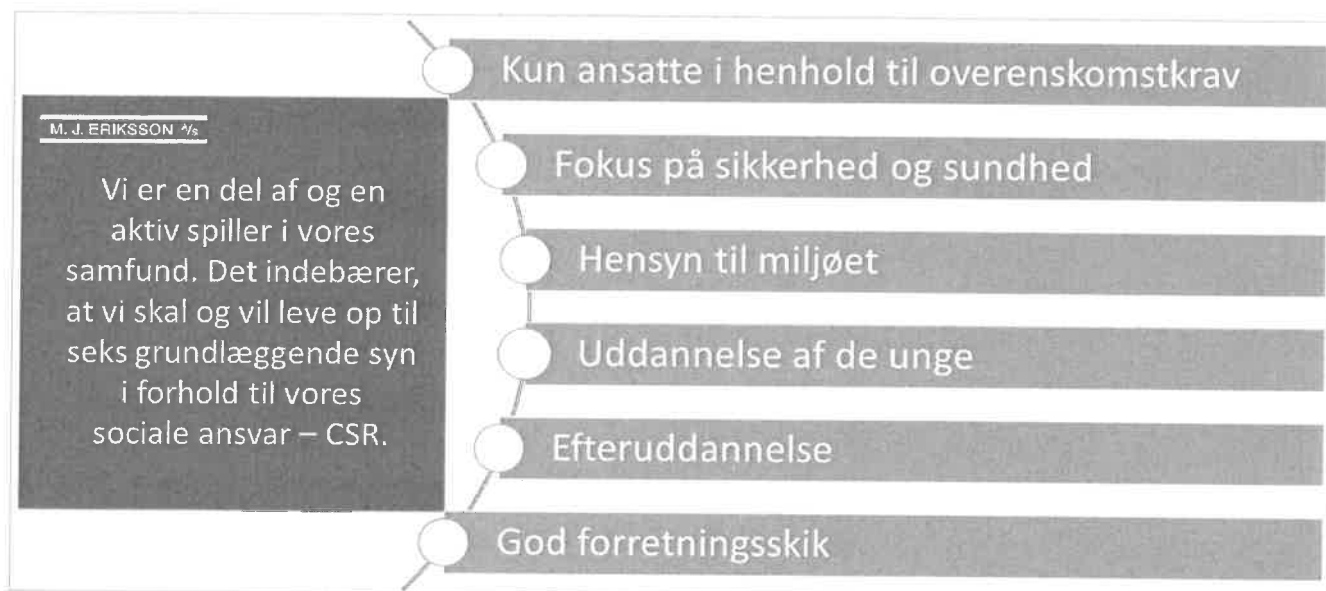 M. J. ERIKSSON A/S
Vi er en del af og en
aktiv spiller i vores
samfund. Det indebærer,
at vi skal og vil leve op til
seks grundlæggende syn
i forhold til vores
sociale ansvar – CSR.
Kun ansatte i henhold til overenskomstkrav
Fokus på sikkerhed og sundhed
Hensyn til miljøet
Uddannelse af de unge
Efteruddannelse
God forretningsskik